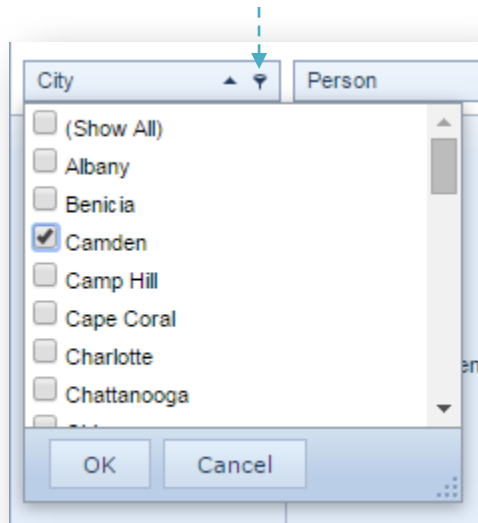 City Person
(Show All)
Albany
Benicia
Camden
Camp Hill
Cape Coral
Charlotte
Chattanooga
OK Cancel